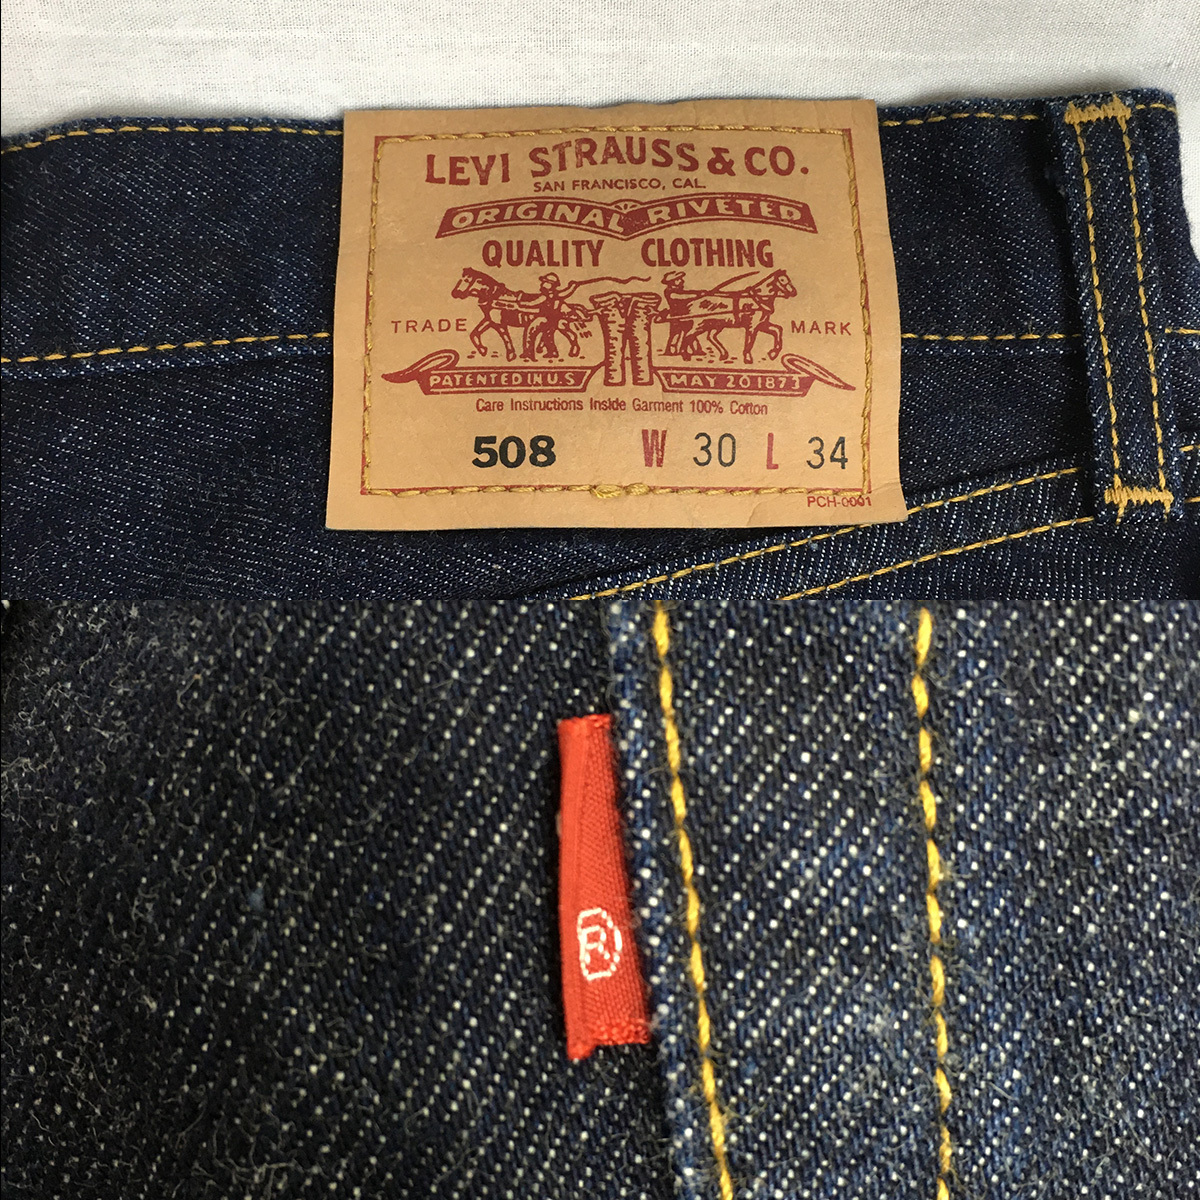 LEVI STRAUSS & CO.
SAN FRANCISCO, CAL.
ORIGINAL RIVETED
QUALITY CLOTHING
TRADE MARK
PATENTED IN U.S MAY 20 1873
Care Instructions Inside Garment 100% Cotton
508 W 30 L 34
PCH-0001
®